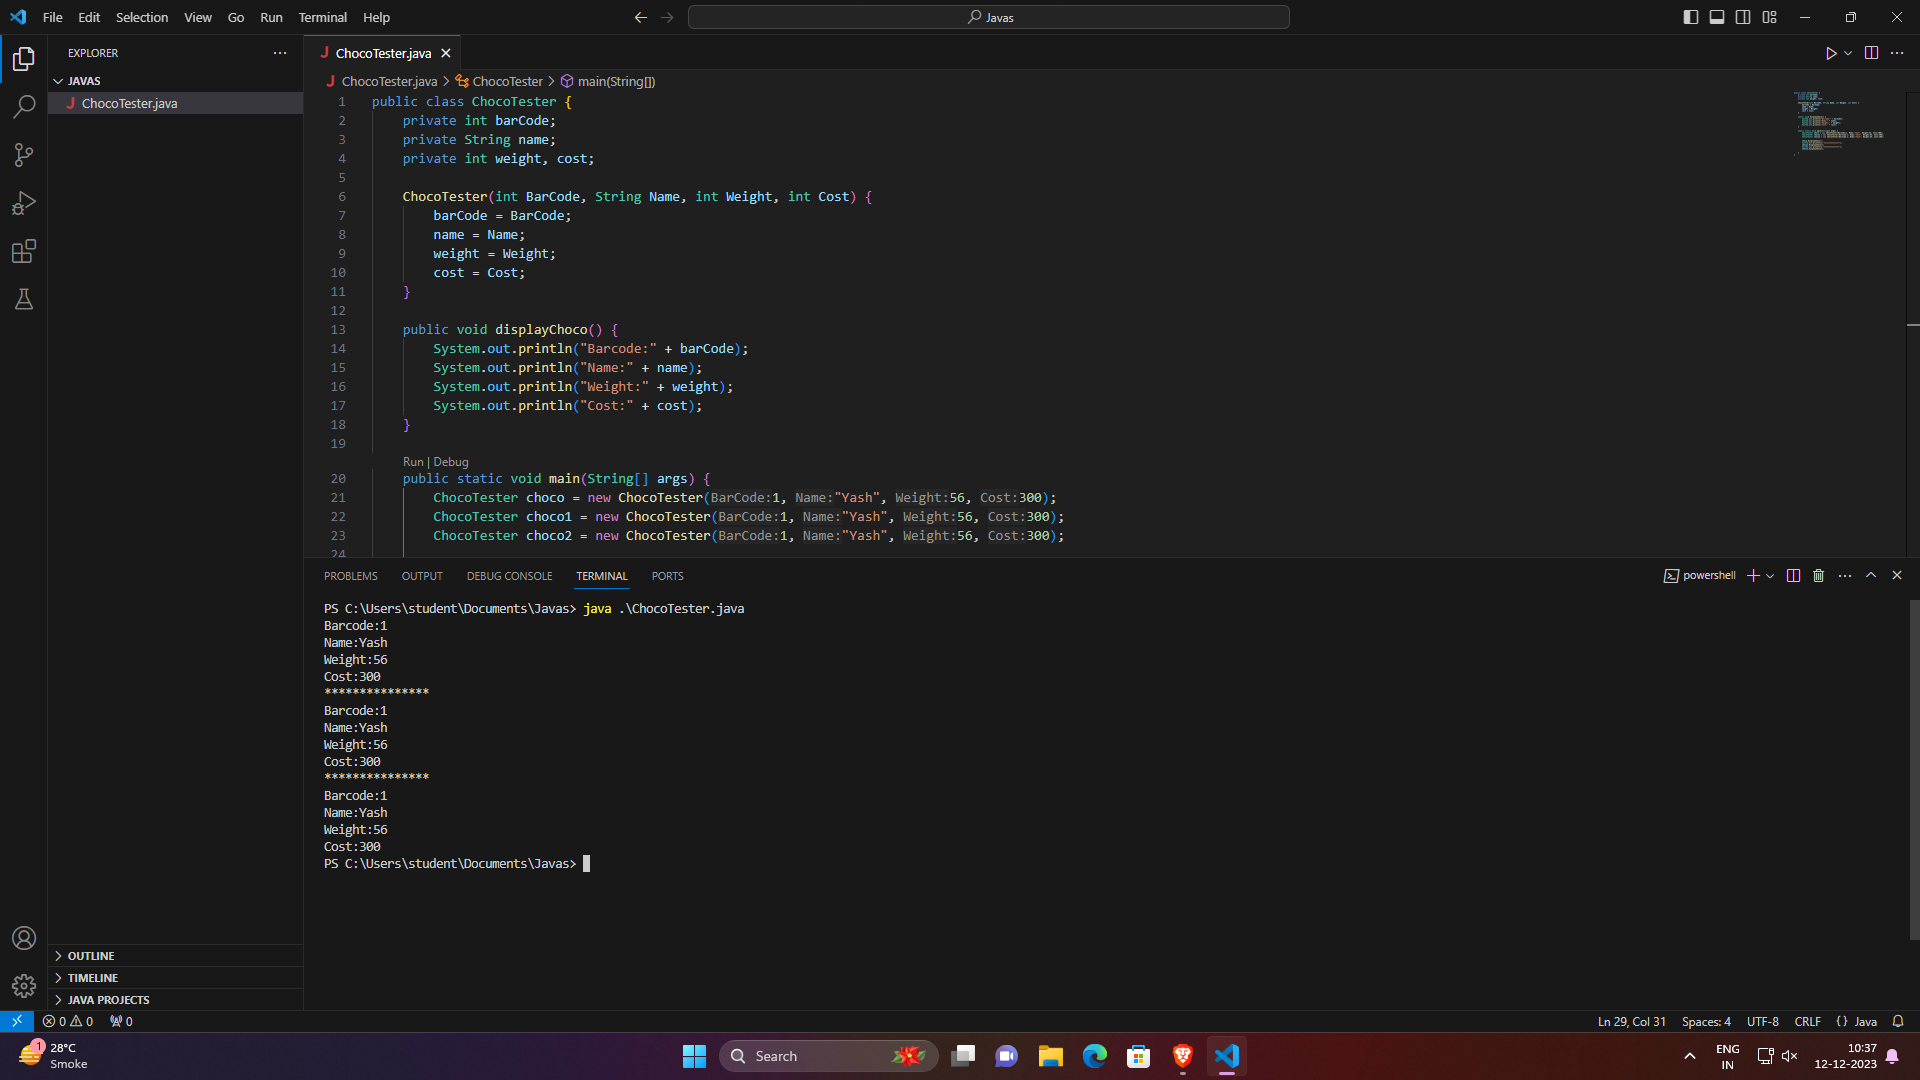 File Edit Selection View Go Run Terminal Help
Javas
EXPLORER
ChocoTester.java
JAVAS
ChocoTester.java
ChocoTester.java > ChocoTester > main(String[])
1 public class ChocoTester {
2 private int barCode;
3 private String name;
4 private int weight, cost;
5
6 ChocoTester(int BarCode, String Name, int Weight, int Cost) {
7 barCode = BarCode;
8 name = Name;
9 weight = Weight;
10 cost = Cost;
11 }
12
13 public void displayChoco() {
14 System.out.println("Barcode:" + barCode);
15 System.out.println("Name:" + name);
16 System.out.println("Weight:" + weight);
17 System.out.println("Cost:" + cost);
18 }
19
Run | Debug
20 public static void main(String[] args) {
21 ChocoTester choco = new ChocoTester(BarCode:1, Name:"Yash", Weight:56, Cost:300);
22 ChocoTester choco1 = new ChocoTester(BarCode:1, Name:"Yash", Weight:56, Cost:300);
23 ChocoTester choco2 = new ChocoTester(BarCode:1, Name:"Yash", Weight:56, Cost:300);
24
PROBLEMS OUTPUT DEBUG CONSOLE TERMINAL PORTS
powershell
PS C:\Users\student\Documents\Javas> java .\ChocoTester.java
Barcode:1
Name:Yash
Weight:56
Cost:300
***************
Barcode:1
Name:Yash
Weight:56
Cost:300
***************
Barcode:1
Name:Yash
Weight:56
Cost:300
PS C:\Users\student\Documents\Javas>
OUTLINE
TIMELINE
JAVA PROJECTS
0 0 0
Ln 29, Col 31 Spaces: 4 UTF-8 CRLF {} Java
1
28°C
Smoke
Search
ENG
IN
10:37
12-12-2023